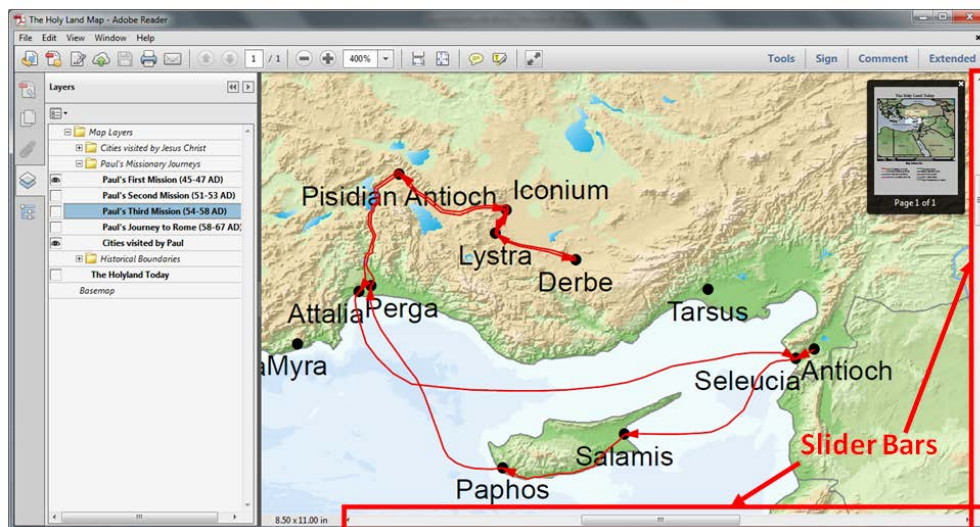 The Holy Land Map - Adobe Reader
File Edit View Window Help
1 / 1 400% Tools Sign Comment Extended
Layers
Map Layers
Cities visited by Jesus Christ
Paul's Missionary Journeys
Paul's First Mission (45-47 AD)
Paul's Second Mission (51-53 AD)
Paul's Third Mission (54-58 AD)
Paul's Journey to Rome (58-67 AD)
Cities visited by Paul
Historical Boundaries
The Holyland Today
Basemap
The Holy Land Today
Page 1 of 1
Pisidian Antioch
Iconium
Lystra
Derbe
Attalia
Perga
Tarsus
Myra
Seleucia
Antioch
Slider Bars
Salamis
Paphos
8.50 x 11.00 in